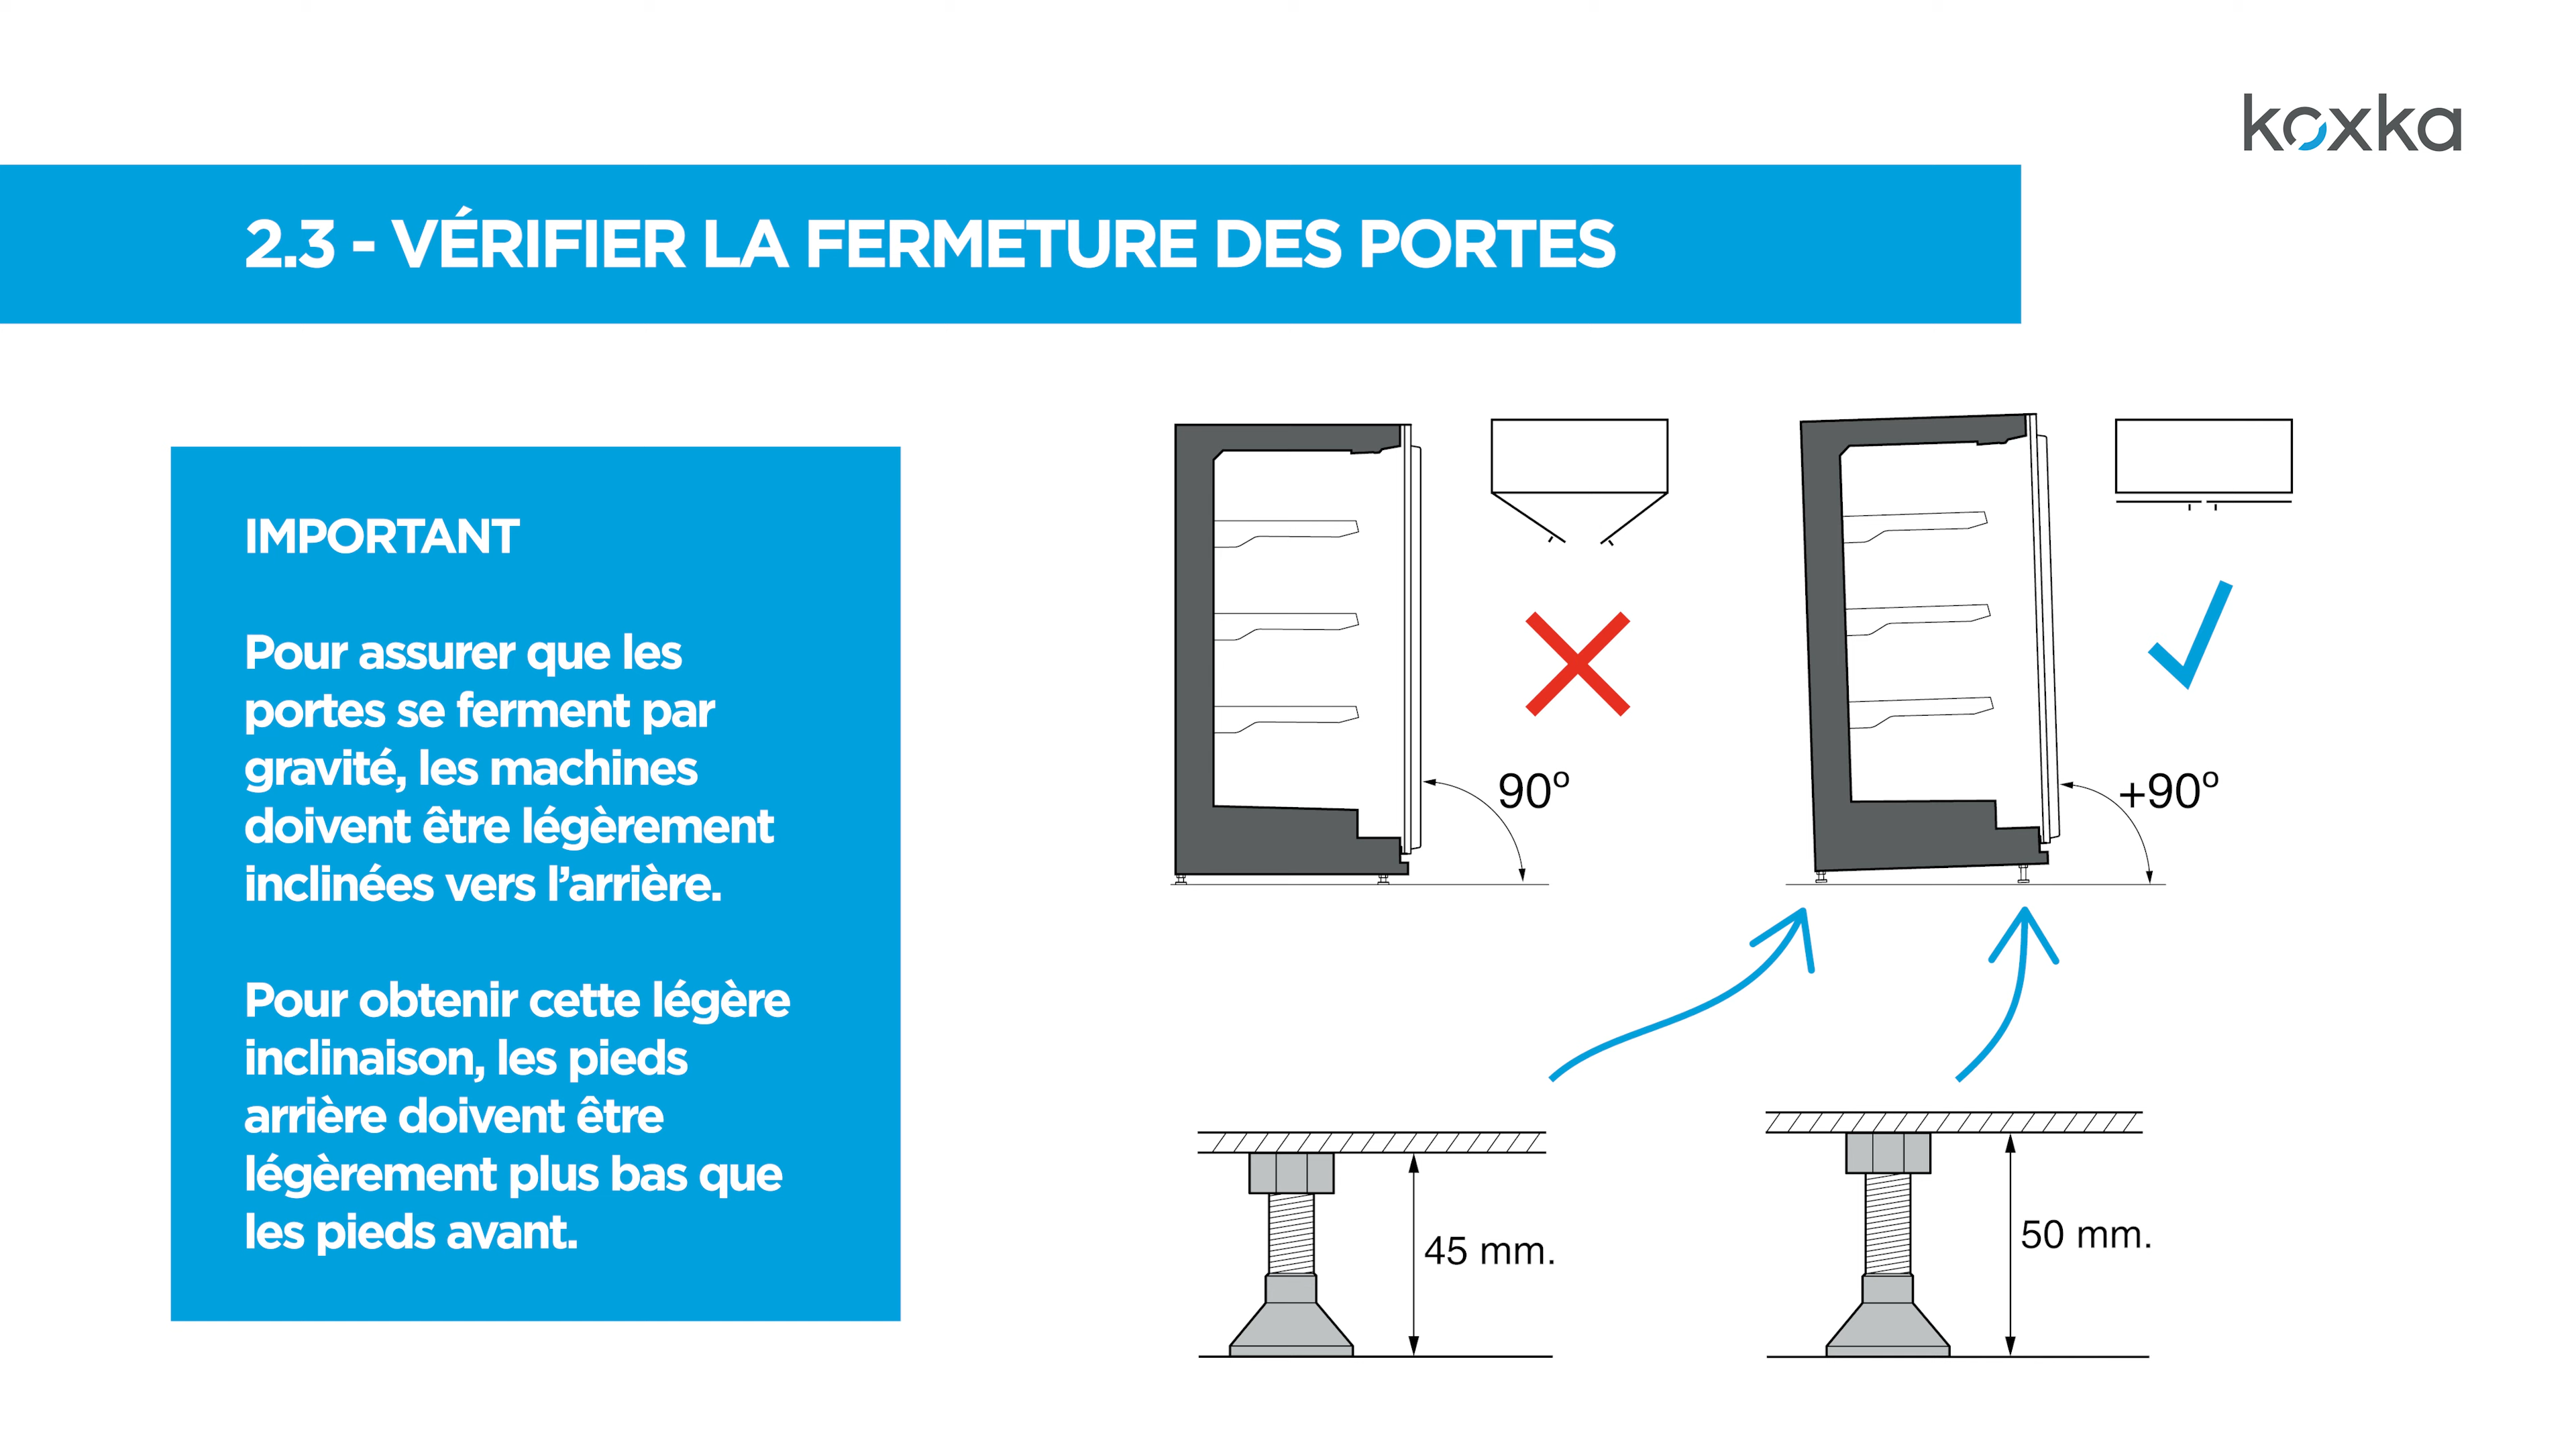 koxka
2.3 - VÉRIFIER LA FERMETURE DES PORTES
IMPORTANT
Pour assurer que les
portes se ferment par
gravité, les machines
doivent être légèrement
inclinées vers l’arrière.
Pour obtenir cette légère
inclinaison, les pieds
arrière doivent être
légèrement plus bas que
les pieds avant.
90º
+90º
45 mm.
50 mm.